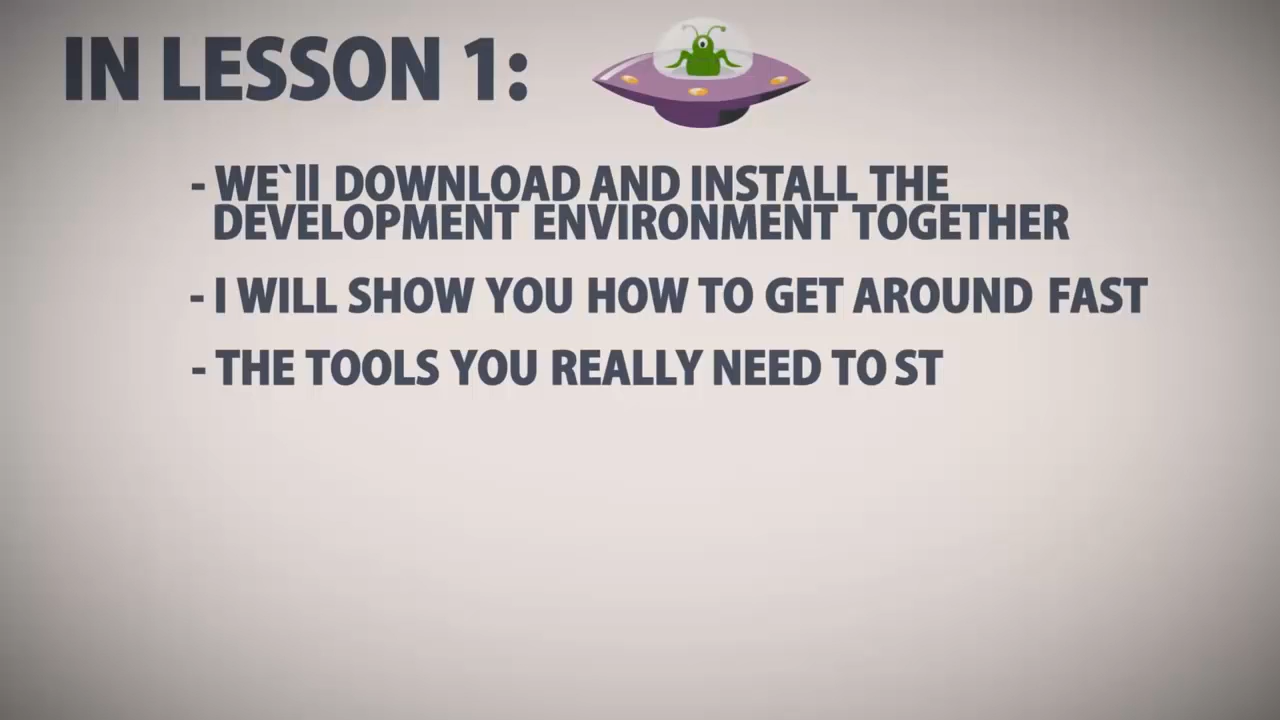 IN LESSON 1:
- WE`ll DOWNLOAD AND INSTALL THE
DEVELOPMENT ENVIRONMENT TOGETHER
- I WILL SHOW YOU HOW TO GET AROUND FAST
- THE TOOLS YOU REALLY NEED TO ST